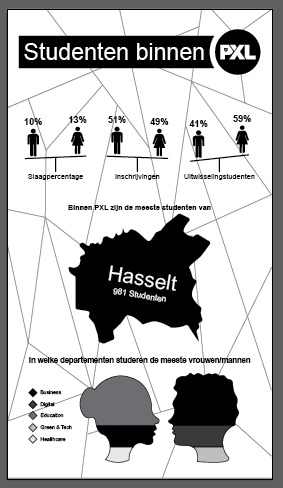 Studenten binnen PXL
10% 13% 51% 49% 41% 59%
Slaagpercentage Inschrijvingen Uitwisselingstudenten
Binnen PXL zijn de meeste studenten van
Hasselt
981 Studenten
In welke departementen studeren de meeste vrouwen/mannen
Business
Digital
Education
Green & Tech
Healthcare